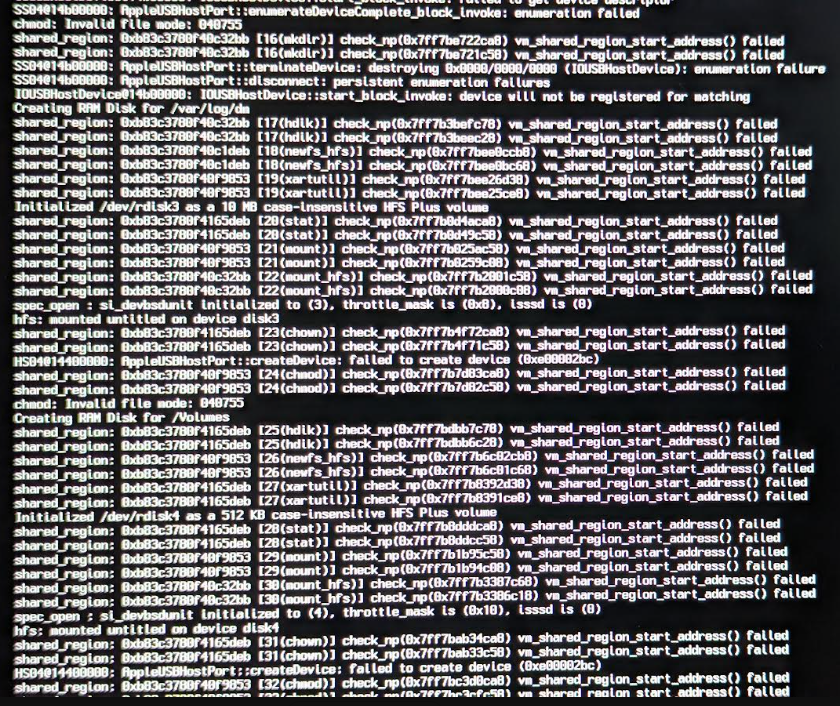 SS04014b00000: AppleUSBHostPort::enumerateDeviceComplete_block_invoke: enumeration failed
chmod: Invalid file mode: 040755
shared_region: 0xb83c3780f40c32bb [16(mkdir)] check_np(0x7ff7be722ca8) vm_shared_region_start_address() failed
shared_region: 0xb83c3780f40c32bb [16(mkdir)] check_np(0x7ff7be721c58) vm_shared_region_start_address() failed
SS04014b00000: AppleUSBHostPort::terminateDevice: destroying 0x0000/0000/0000 (IOUSBHostDevice): enumeration failure
SS04014b00000: AppleUSBHostPort::disconnect: persistent enumeration failures
IOUSBHostDevice014b00000: IOUSBHostDevice::start_block_invoke: device will not be registered for matching
Creating RAM Disk for /var/log/dm
shared_region: 0xb83c3780f40c32bb [17(hdik)] check_np(0x7ff7b3befc78) vm_shared_region_start_address() failed
shared_region: 0xb83c3780f40c32bb [17(hdik)] check_np(0x7ff7b3beec28) vm_shared_region_start_address() failed
shared_region: 0xb83c3780f40c1deb [18(newfs_hfs)] check_np(0x7ff7bee0ccb8) vm_shared_region_start_address() failed
shared_region: 0xb83c3780f40c1deb [18(newfs_hfs)] check_np(0x7ff7bee0bc68) vm_shared_region_start_address() failed
shared_region: 0xb83c3780f40f9853 [19(xartutil)] check_np(0x7ff7bee26d38) vm_shared_region_start_address() failed
shared_region: 0xb83c3780f40f9853 [19(xartutil)] check_np(0x7ff7bee25ce8) vm_shared_region_start_address() failed
Initialized /dev/rdisk3 as a 10 MB case-insensitive HFS Plus volume
shared_region: 0xb83c3780f4165deb [20(stat)] check_np(0x7ff7b0d4aca8) vm_shared_region_start_address() failed
shared_region: 0xb83c3780f4165deb [20(stat)] check_np(0x7ff7b0d49c58) vm_shared_region_start_address() failed
shared_region: 0xb83c3780f40f9853 [21(mount)] check_np(0x7ff7b025ac58) vm_shared_region_start_address() failed
shared_region: 0xb83c3780f40f9853 [21(mount)] check_np(0x7ff7b0259c08) vm_shared_region_start_address() failed
shared_region: 0xb83c3780f40c32bb [22(mount_hfs)] check_np(0x7ff7b2001c58) vm_shared_region_start_address() failed
shared_region: 0xb83c3780f40c32bb [22(mount_hfs)] check_np(0x7ff7b2000c08) vm_shared_region_start_address() failed
spec_open : si_devbsdunit initialized to (3), throttle_mask is (0x8), isssd is (0)
hfs: mounted untitled on device disk3
shared_region: 0xb83c3780f4165deb [23(chown)] check_np(0x7ff7b4f72ca8) vm_shared_region_start_address() failed
shared_region: 0xb83c3780f4165deb [23(chown)] check_np(0x7ff7b4f71c58) vm_shared_region_start_address() failed
HS04014400000: AppleUSBHostPort::createDevice: failed to create device (0xe00002bc)
shared_region: 0xb83c3780f40f9853 [24(chmod)] check_np(0x7ff7b7d83ca8) vm_shared_region_start_address() failed
shared_region: 0xb83c3780f40f9853 [24(chmod)] check_np(0x7ff7b7d82c58) vm_shared_region_start_address() failed
chmod: Invalid file mode: 040755
Creating RAM Disk for /Volumes
shared_region: 0xb83c3780f4165deb [25(hdik)] check_np(0x7ff7bdbb7c78) vm_shared_region_start_address() failed
shared_region: 0xb83c3780f4165deb [25(hdik)] check_np(0x7ff7bdbb6c28) vm_shared_region_start_address() failed
shared_region: 0xb83c3780f40f9853 [26(newfs_hfs)] check_np(0x7ff7b6c02cb8) vm_shared_region_start_address() failed
shared_region: 0xb83c3780f40f9853 [26(newfs_hfs)] check_np(0x7ff7b6c01c68) vm_shared_region_start_address() failed
shared_region: 0xb83c3780f4165deb [27(xartutil)] check_np(0x7ff7b8392d38) vm_shared_region_start_address() failed
shared_region: 0xb83c3780f4165deb [27(xartutil)] check_np(0x7ff7b8391ce8) vm_shared_region_start_address() failed
Initialized /dev/rdisk4 as a 512 KB case-insensitive HFS Plus volume
shared_region: 0xb83c3780f4165deb [28(stat)] check_np(0x7ff7b8dddca8) vm_shared_region_start_address() failed
shared_region: 0xb83c3780f4165deb [28(stat)] check_np(0x7ff7b8ddcc58) vm_shared_region_start_address() failed
shared_region: 0xb83c3780f40f9853 [29(mount)] check_np(0x7ff7b1b95c58) vm_shared_region_start_address() failed
shared_region: 0xb83c3780f40f9853 [29(mount)] check_np(0x7ff7b1b94c08) vm_shared_region_start_address() failed
shared_region: 0xb83c3780f40c32bb [30(mount_hfs)] check_np(0x7ff7b3387c68) vm_shared_region_start_address() failed
shared_region: 0xb83c3780f40c32bb [30(mount_hfs)] check_np(0x7ff7b3386c18) vm_shared_region_start_address() failed
spec_open : si_devbsdunit initialized to (4), throttle_mask is (0x10), isssd is (0)
hfs: mounted untitled on device disk4
shared_region: 0xb83c3780f4165deb [31(chown)] check_np(0x7ff7bab34ca8) vm_shared_region_start_address() failed
shared_region: 0xb83c3780f4165deb [31(chown)] check_np(0x7ff7bab33c58) vm_shared_region_start_address() failed
HS04014400000: AppleUSBHostPort::createDevice: failed to create device (0xe00002bc)
shared_region: 0xb83c3780f40f9853 [32(chmod)] check_np(0x7ff7bc3d0ca8) vm_shared_region_start_address() failed